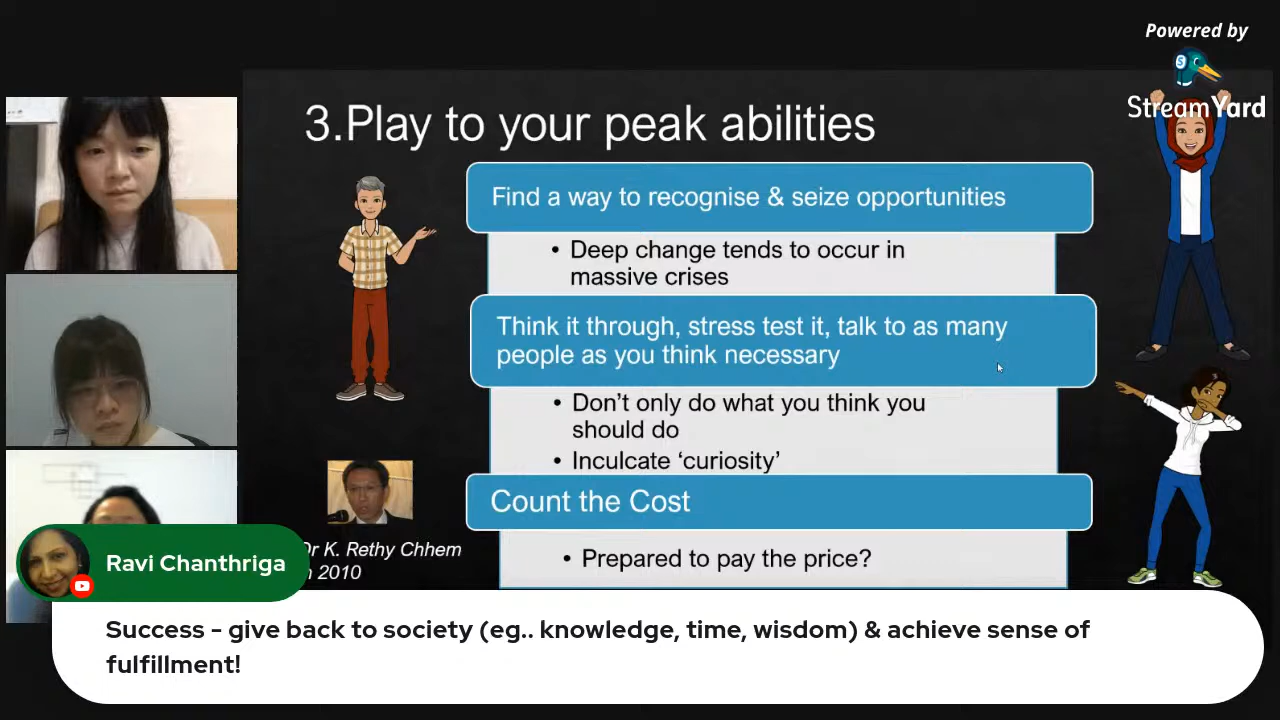 Powered by
StreamYard
3.Play to your peak abilities
Find a way to recognise & seize opportunities
• Deep change tends to occur in
massive crises
Think it through, stress test it, talk to as many
people as you think necessary
• Don’t only do what you think you
should do
• Inculcate ‘curiosity’
Count the Cost
• Prepared to pay the price?
Dr K. Rethy Chhem
2010
Ravi Chanthriga
Success - give back to society (eg.. knowledge, time, wisdom) & achieve sense of
fulfillment!